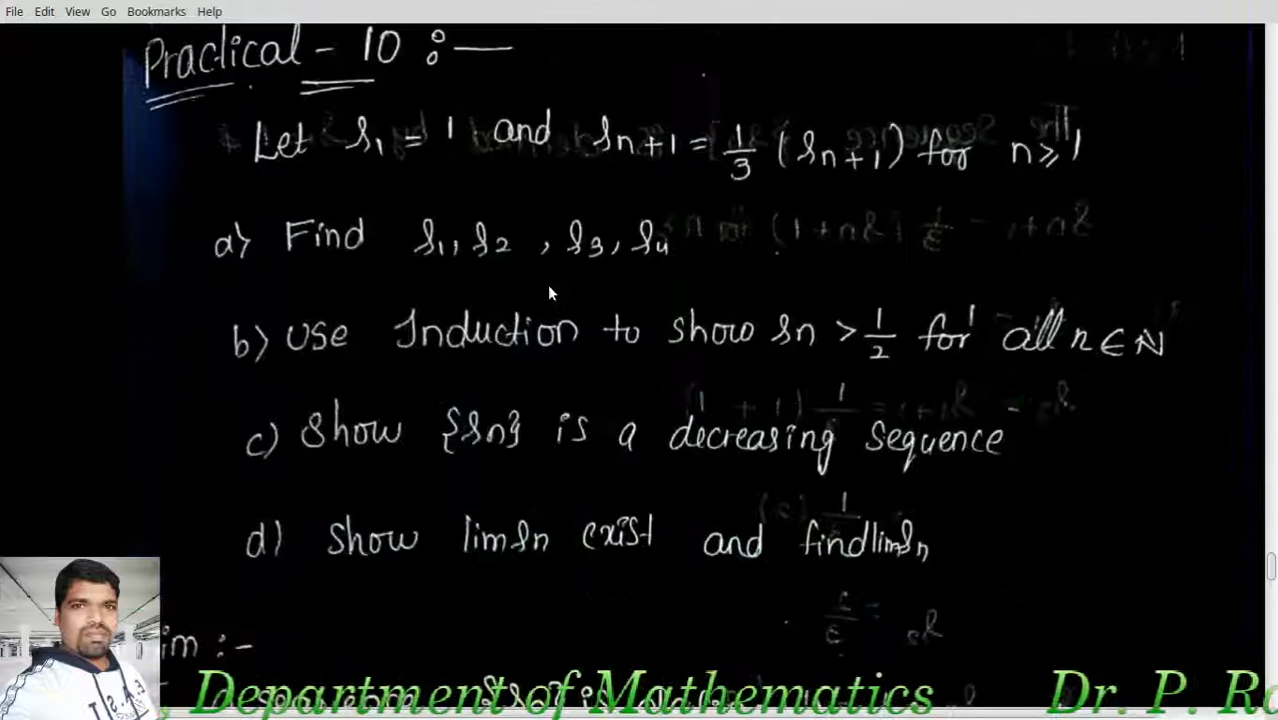 File Edit View Go Bookmarks Help
Practical - 10 :-
Let s₁ = 1 and sn+1 = 1/3 (sn+1) for n ≥ 1
a) Find s₁, s₂, s₃, s₄
b) Use Induction to show sn > 1/2 for all n ∈ N
c) Show {sn} is a decreasing sequence
d) Show lim sn exist and find lim sn
im :-
, Department of Mathematics Dr. P. Ra